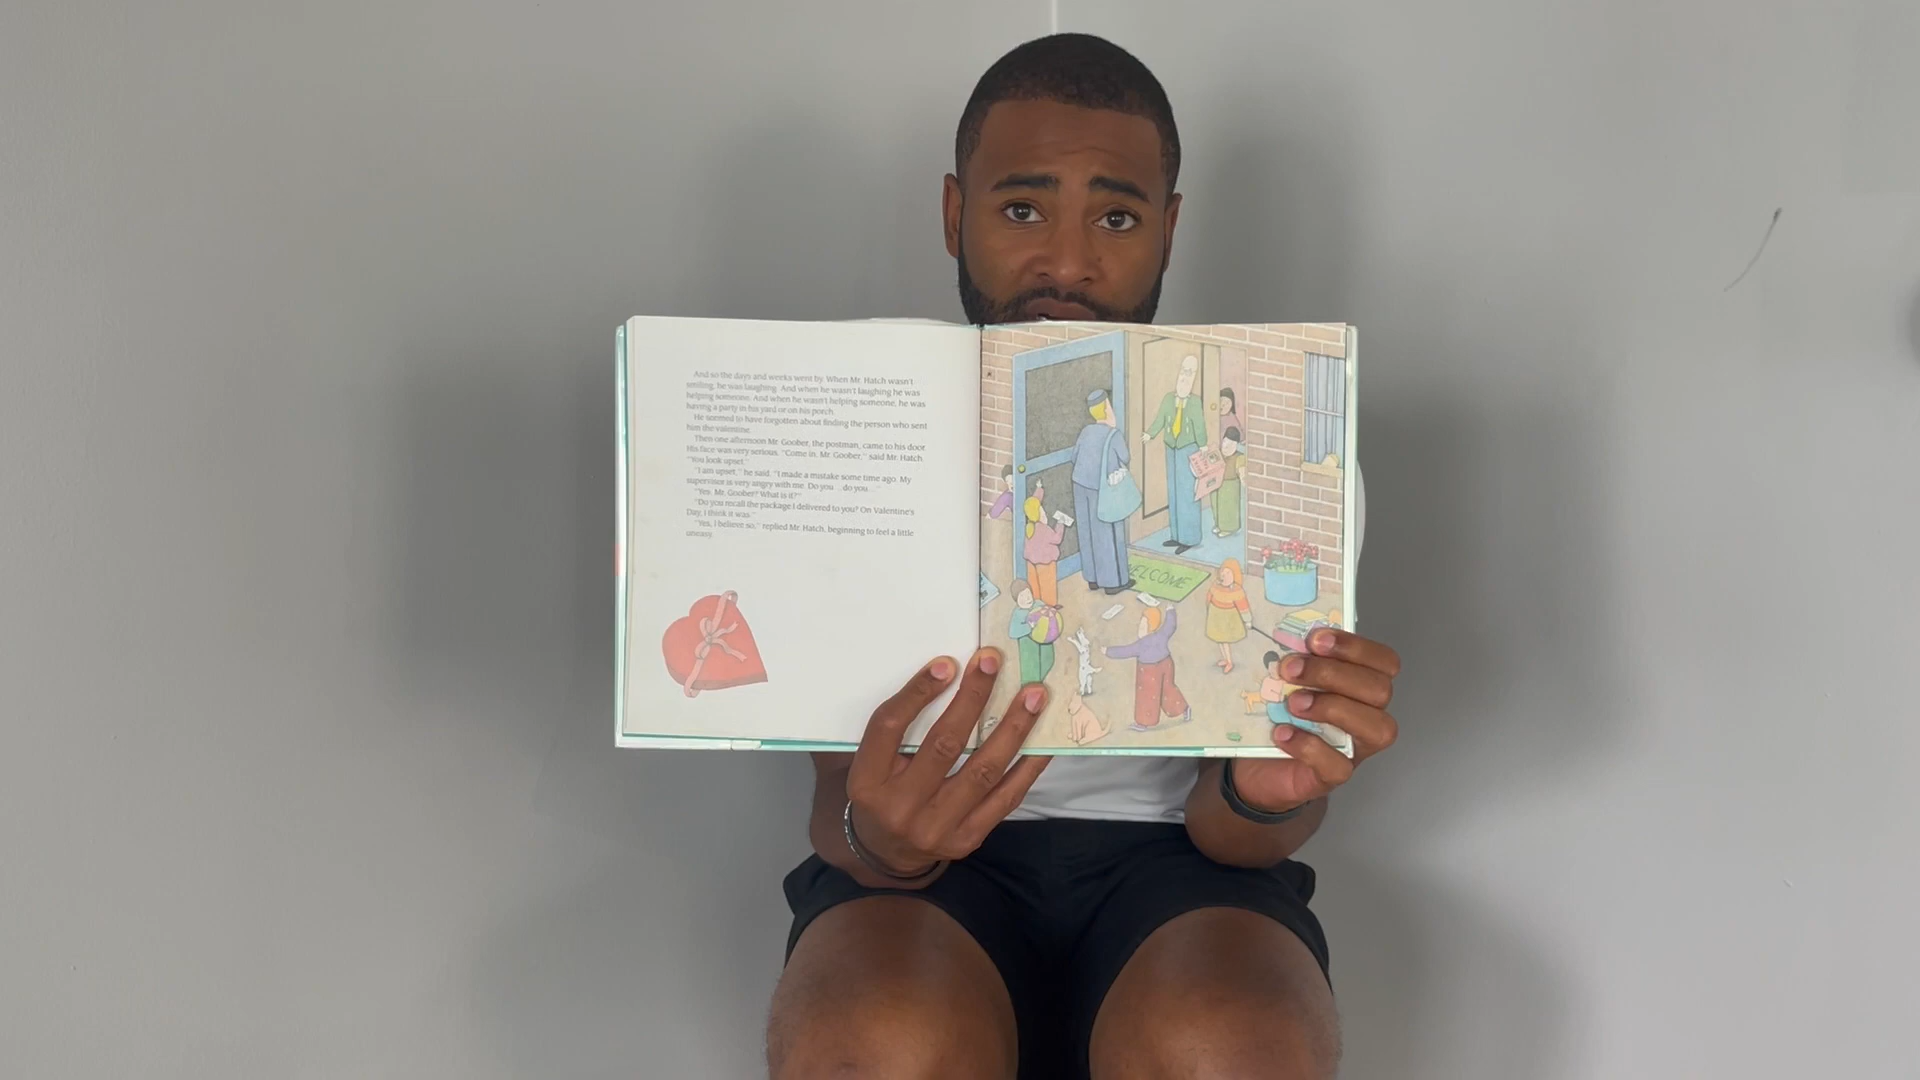 And so the days and weeks went by. When Mr. Hatch wasn't
smiling, he was laughing. And when he wasn't laughing he was
helping someone. And when he wasn't helping someone, he was
having a party in his yard or on his porch.
He seemed to have forgotten about finding the person who sent
him the valentine.
Then one afternoon Mr. Goober, the postman, came to his door.
His face was very serious. "Come in, Mr. Goober," said Mr. Hatch.
"You look upset."
"I am upset," he said. "I made a mistake some time ago. My
supervisor is very angry with me. Do you . . . do you . . ."
"Yes, Mr. Goober? What is it?"
"Do you recall the package I delivered to you? On Valentine's
Day, I think it was."
"Yes, I believe so," replied Mr. Hatch, beginning to feel a little
uneasy.
WELCOME